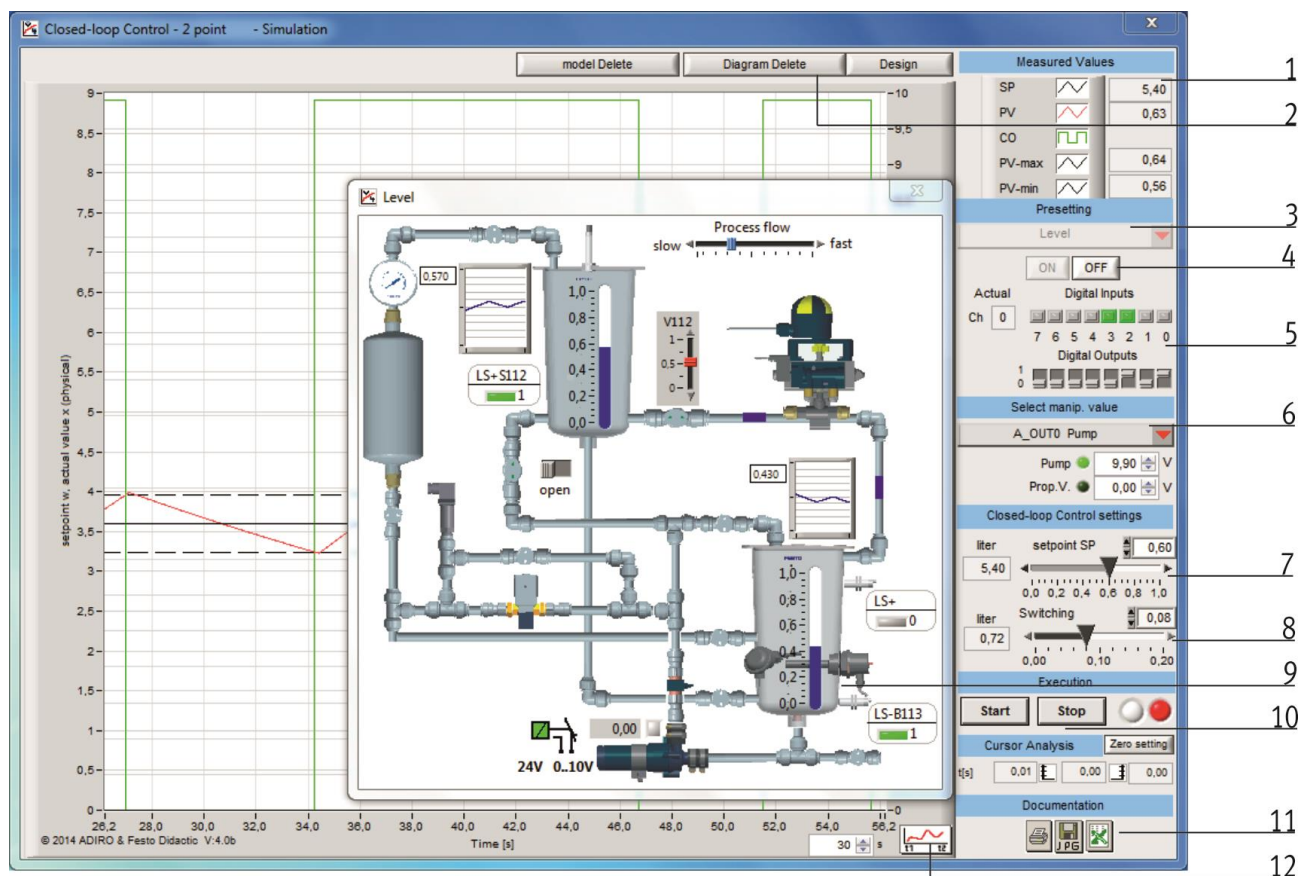 Closed-loop Control - 2 point - Simulation
model Delete
Diagram Delete
Design
9
8,5
8
7,5
7
6,5
6
5,5
5
4,5
4
3,5
3
2,5
2
1,5
1
0,5
0
setpoint w, actual value x (physical)
10
9,5
9
0
26,2 28,0 30,0 32,0 34,0 36,0 38,0 40,0 42,0 44,0 46,0 48,0 50,0 52,0 54,0 56,2
Time [s]
© 2014 ADIRO & Festo Didactic V:4.0b
30 s
t1 t2
Level
Process flow
slow fast
0,570
1,0
0,8
0,6
0,4
0,2
0,0
LS+S112
1
V112
1
0,5
0
open
0,430
FESTO
1,0
0,8
0,6
0,4
0,2
0,0
LS+
0
LS-B113
1
0,00
24V 0..10V
Measured Values
SP 5,40
PV 0,63
CO
PV-max 0,64
PV-min 0,56
Presetting
Level
ON OFF
Actual Digital Inputs
Ch 0
7 6 5 4 3 2 1 0
Digital Outputs
1
0
Select manip. value
A_OUT0 Pump
Pump 9,90 V
Prop.V. 0,00 V
Closed-loop Control settings
liter setpoint SP 0,60
5,40
0,0 0,2 0,4 0,6 0,8 1,0
liter Switching 0,08
0,72
0,00 0,10 0,20
Execution
Start Stop
Cursor Analysis Zero setting
t[s] 0,01 0,00 0,00
Documentation
JPG
1
2
3
4
5
6
7
8
9
10
11
12